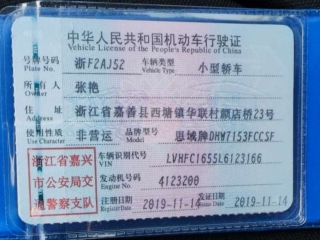 中华人民共和国机动车行驶证
Vehicle License of the People's Republic of China
号牌号码 浙F2AJ52 车辆类型 小型轿车
Plate No. Vehicle Type
所有人 张艳
Owner
住址 浙江省嘉善县西塘镇华联村顾店桥23号
Address
使用性质 非营运 品牌型号 思域牌DHW7153FCCSF
Use Character Model
浙江省嘉兴 车辆识别代号 LVHFC1655L6123166
VIN
市公安局交 发动机号码 4123200
Engine No.
通警察支队 注册日期 2019-11-14 发证日期 2019-11-14
Register Date Issue Date